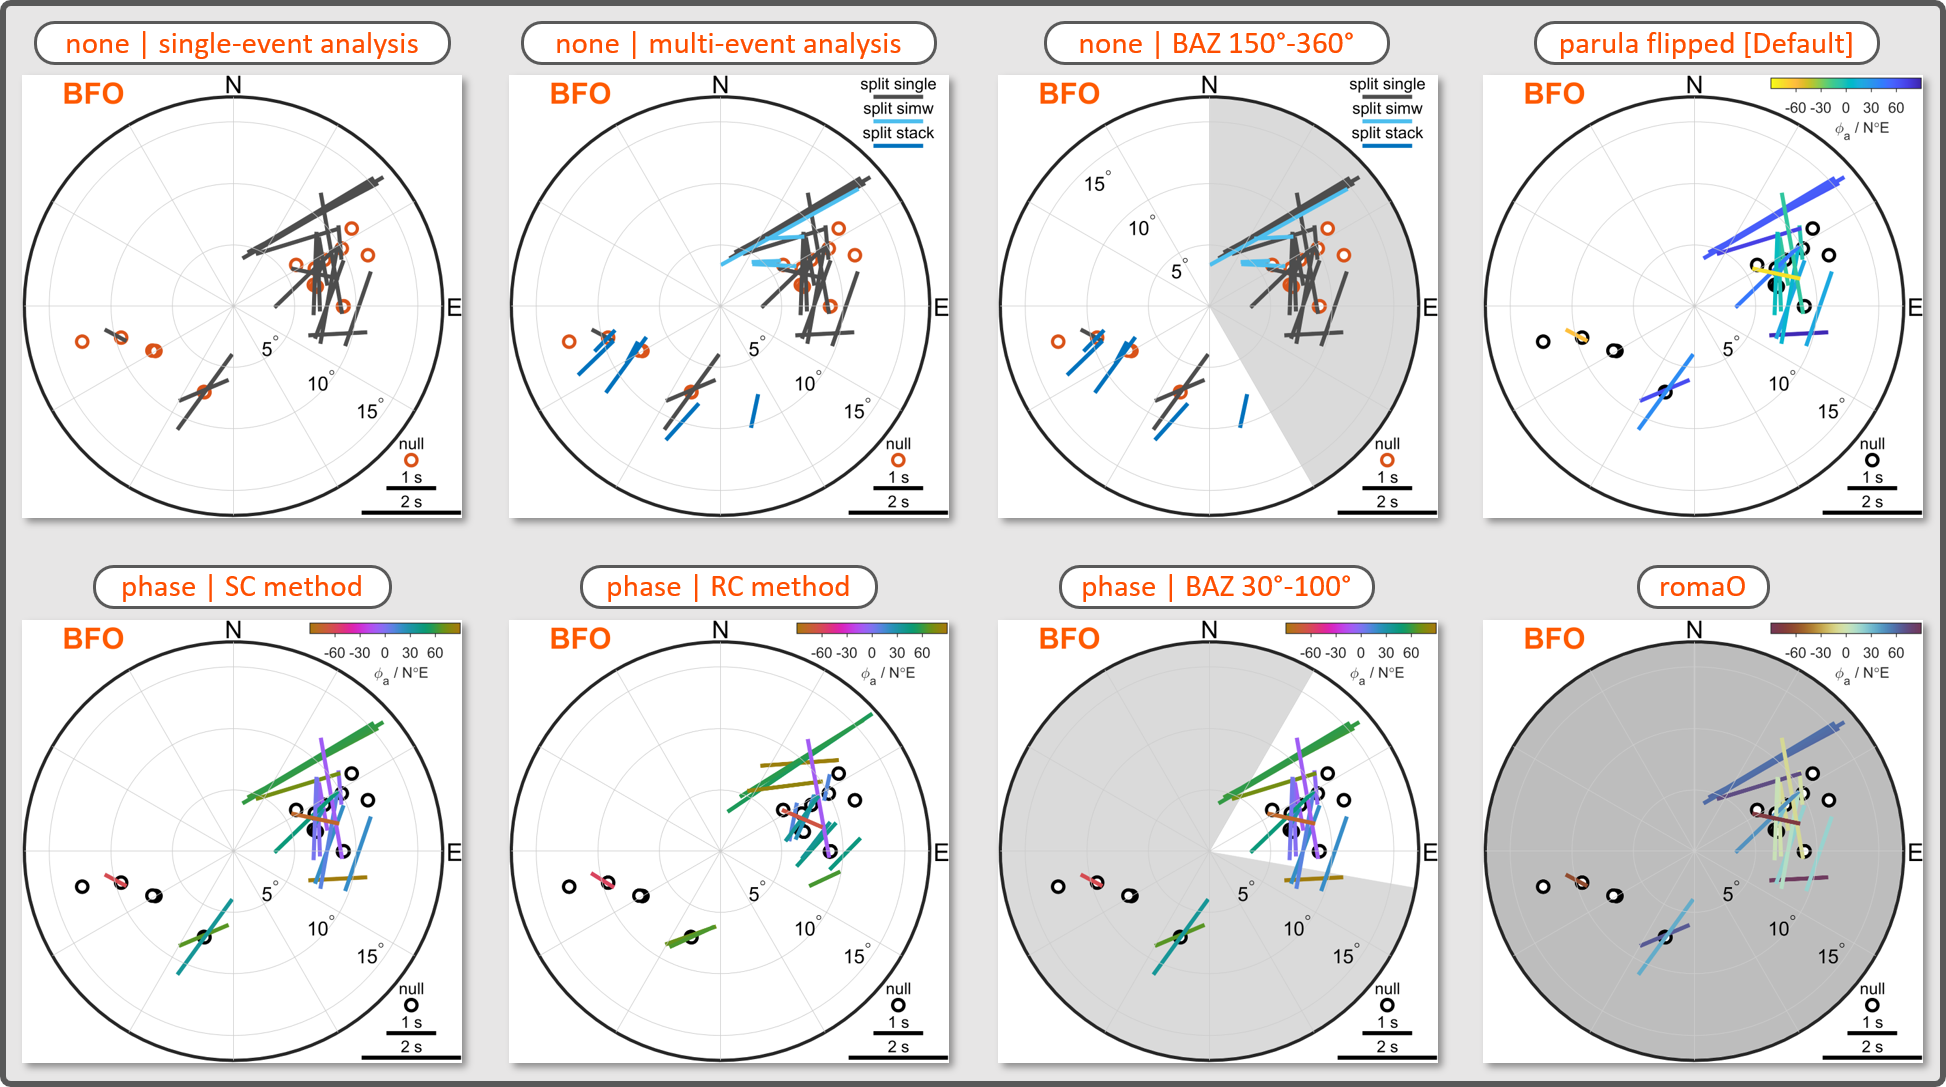 none | single-event analysis
BFO
N
E
5°
10°
15°
null
1 s
2 s
none | multi-event analysis
BFO
N
split single
split simw
split stack
E
5°
10°
15°
null
1 s
2 s
none | BAZ 150°-360°
BFO
N
split single
split simw
split stack
15°
10°
5°
E
null
1 s
2 s
parula flipped [Default]
BFO
N
-60 -30 0 30 60
ϕa / N°E
E
5°
10°
15°
null
1 s
2 s
phase | SC method
BFO
N
-60 -30 0 30 60
ϕa / N°E
E
5°
10°
15°
null
1 s
2 s
phase | RC method
BFO
N
-60 -30 0 30 60
ϕa / N°E
E
5°
10°
15°
null
1 s
2 s
phase | BAZ 30°-100°
BFO
N
-60 -30 0 30 60
ϕa / N°E
E
5°
10°
15°
null
1 s
2 s
romaO
BFO
N
-60 -30 0 30 60
ϕa / N°E
E
5°
10°
15°
null
1 s
2 s